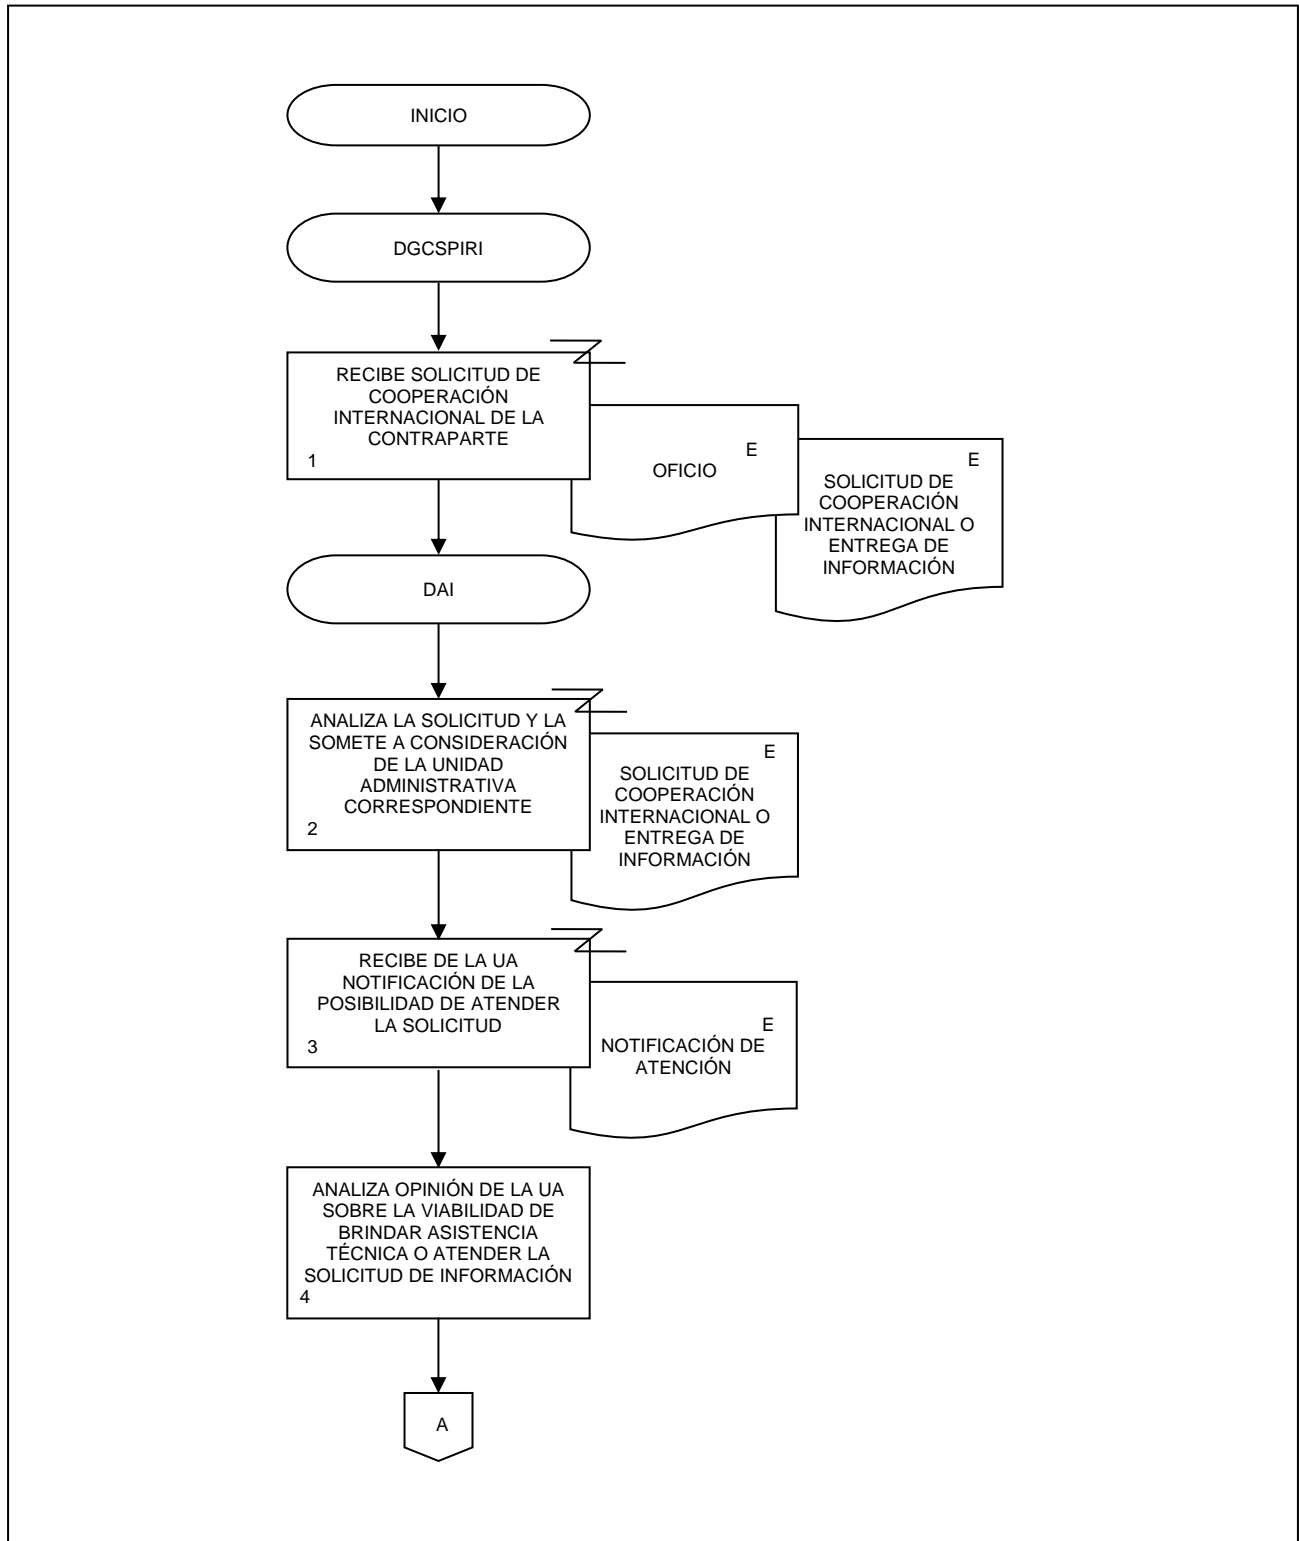 INICIO
DGCSPIRI
RECIBE SOLICITUD DE
COOPERACIÓN
INTERNACIONAL DE LA
CONTRAPARTE
1
E
OFICIO
E
SOLICITUD DE
COOPERACIÓN
INTERNACIONAL O
ENTREGA DE
INFORMACIÓN
DAI
ANALIZA LA SOLICITUD Y LA
SOMETE A CONSIDERACIÓN
DE LA UNIDAD
ADMINISTRATIVA
CORRESPONDIENTE
2
E
SOLICITUD DE
COOPERACIÓN
INTERNACIONAL O
ENTREGA DE
INFORMACIÓN
RECIBE DE LA UA
NOTIFICACIÓN DE LA
POSIBILIDAD DE ATENDER
LA SOLICITUD
3
E
NOTIFICACIÓN DE
ATENCIÓN
ANALIZA OPINIÓN DE LA UA
SOBRE LA VIABILIDAD DE
BRINDAR ASISTENCIA
TÉCNICA O ATENDER LA
SOLICITUD DE INFORMACIÓN
4
A